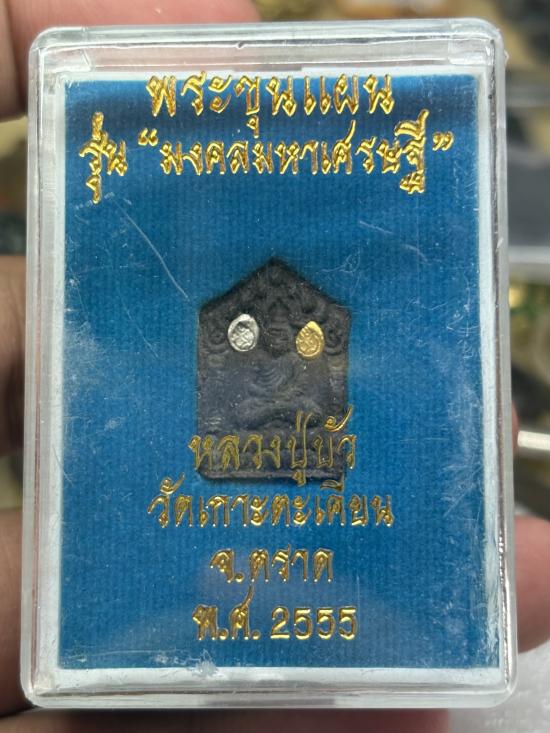 พระขุนแผน
รุ่น “มงคลมหาเศรษฐี”
หลวงปู่บัว
วัดเกาะตะเคียน
จ.ตราด
พ.ศ. 2555